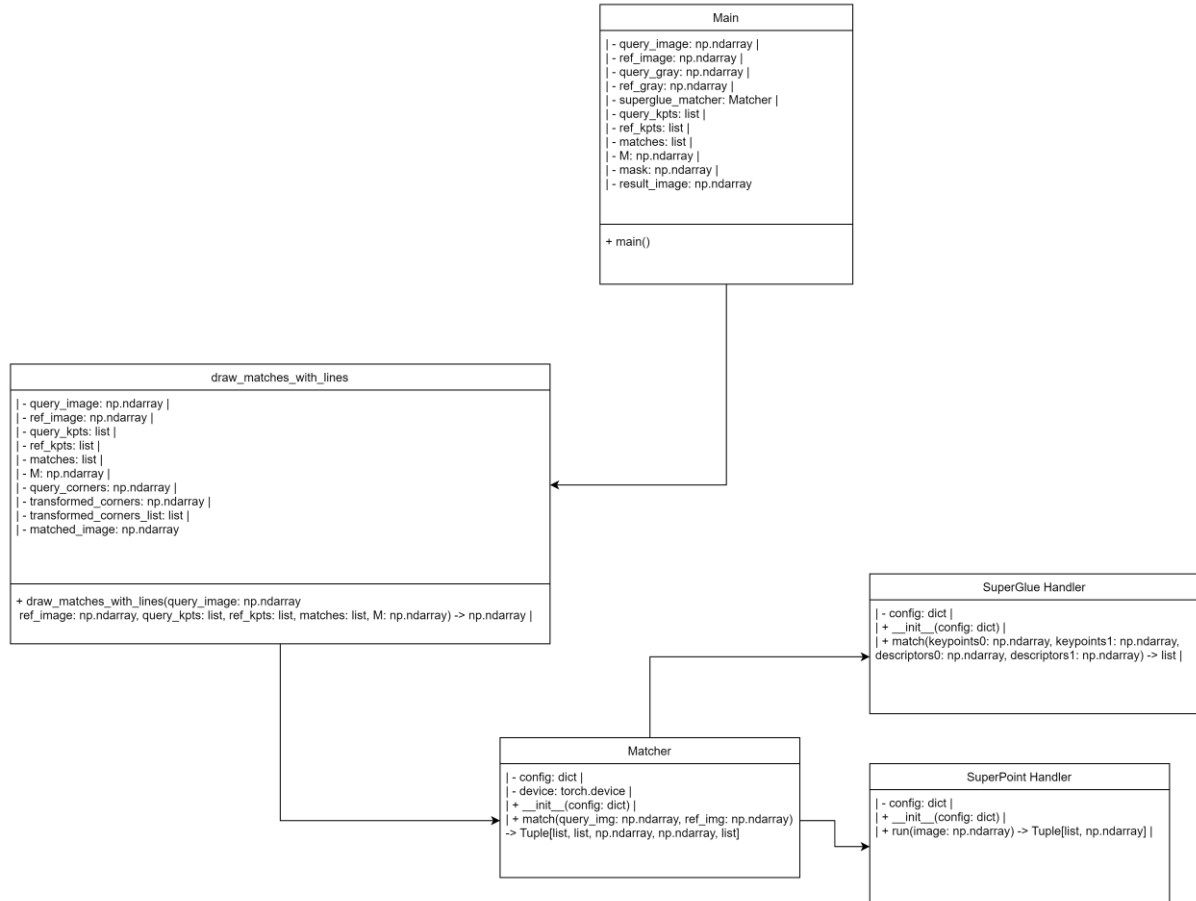 Main
| - query_image: np.ndarray |
| - ref_image: np.ndarray |
| - query_gray: np.ndarray |
| - ref_gray: np.ndarray |
| - superglue_matcher: Matcher |
| - query_kpts: list |
| - ref_kpts: list |
| - matches: list |
| - M: np.ndarray |
| - mask: np.ndarray |
| - result_image: np.ndarray
+ main()
draw_matches_with_lines
| - query_image: np.ndarray |
| - ref_image: np.ndarray |
| - query_kpts: list |
| - ref_kpts: list |
| - matches: list |
| - M: np.ndarray |
| - query_corners: np.ndarray |
| - transformed_corners: np.ndarray |
| - transformed_corners_list: list |
| - matched_image: np.ndarray
+ draw_matches_with_lines(query_image: np.ndarray
ref_image: np.ndarray, query_kpts: list, ref_kpts: list, matches: list, M: np.ndarray) -> np.ndarray |
SuperGlue Handler
| - config: dict |
| + __init__(config: dict) |
| + match(keypoints0: np.ndarray, keypoints1: np.ndarray,
descriptors0: np.ndarray, descriptors1: np.ndarray) -> list |
Matcher
| - config: dict |
| - device: torch.device |
| + __init__(config: dict) |
| + match(query_img: np.ndarray, ref_img: np.ndarray)
-> Tuple[list, list, np.ndarray, np.ndarray, list]
SuperPoint Handler
| - config: dict |
| + __init__(config: dict) |
| + run(image: np.ndarray) -> Tuple[list, np.ndarray] |